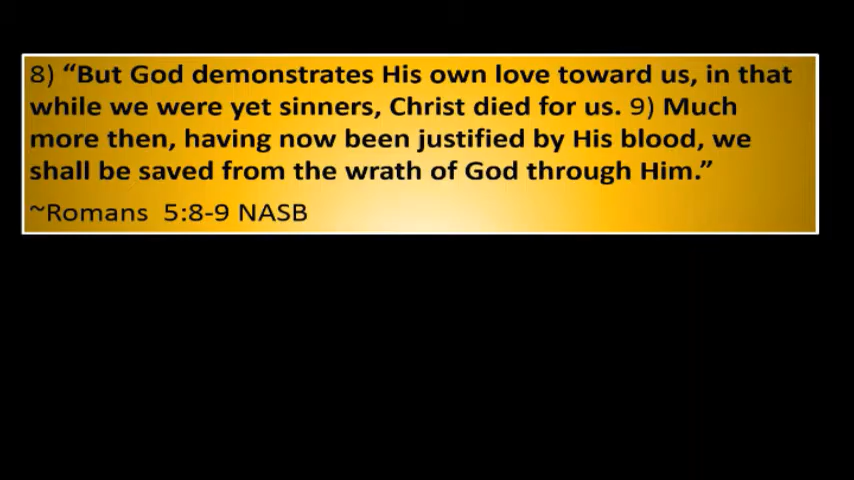 8) “But God demonstrates His own love toward us, in that
while we were yet sinners, Christ died for us. 9) Much
more then, having now been justified by His blood, we
shall be saved from the wrath of God through Him.”
~Romans 5:8-9 NASB